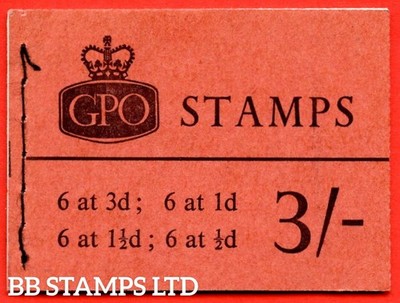 GPO STAMPS
6 at 3d; 6 at 1d
6 at 1½d; 6 at ½d
3/-
BB STAMPS LTD